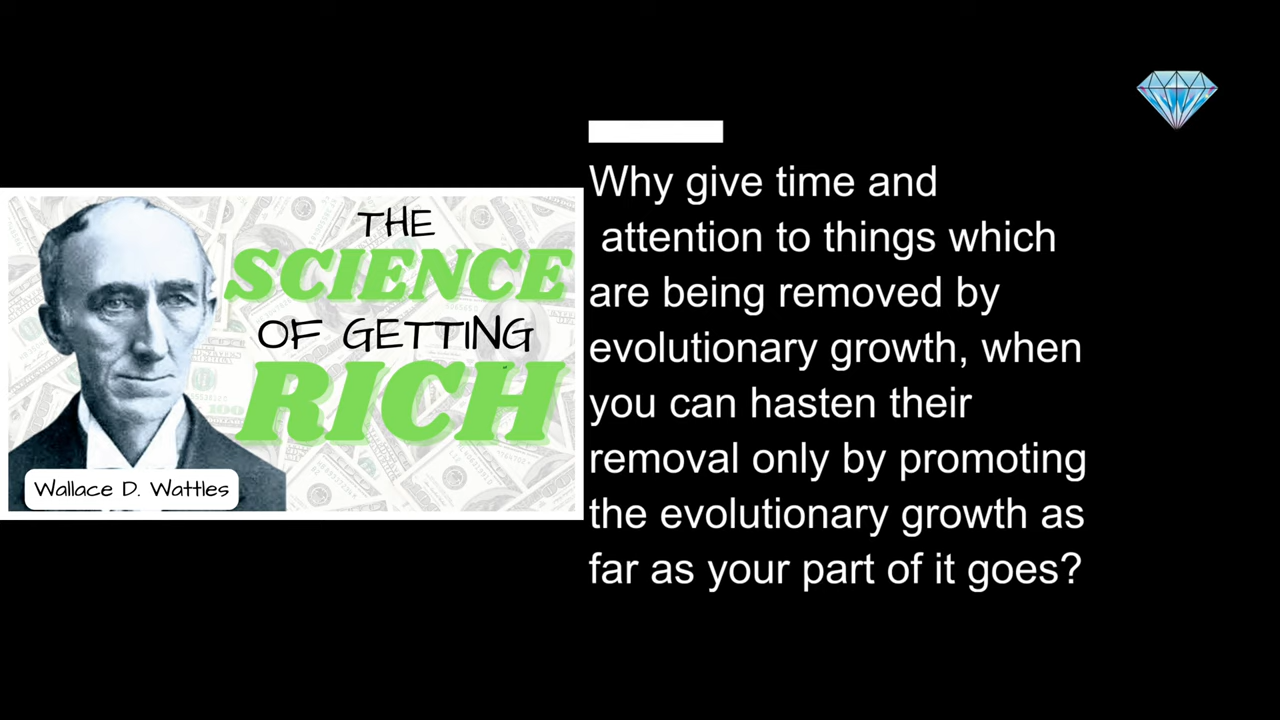 THE
SCIENCE
OF GETTING
RICH
Wallace D. Wattles
Why give time and
attention to things which
are being removed by
evolutionary growth, when
you can hasten their
removal only by promoting
the evolutionary growth as
far as your part of it goes?